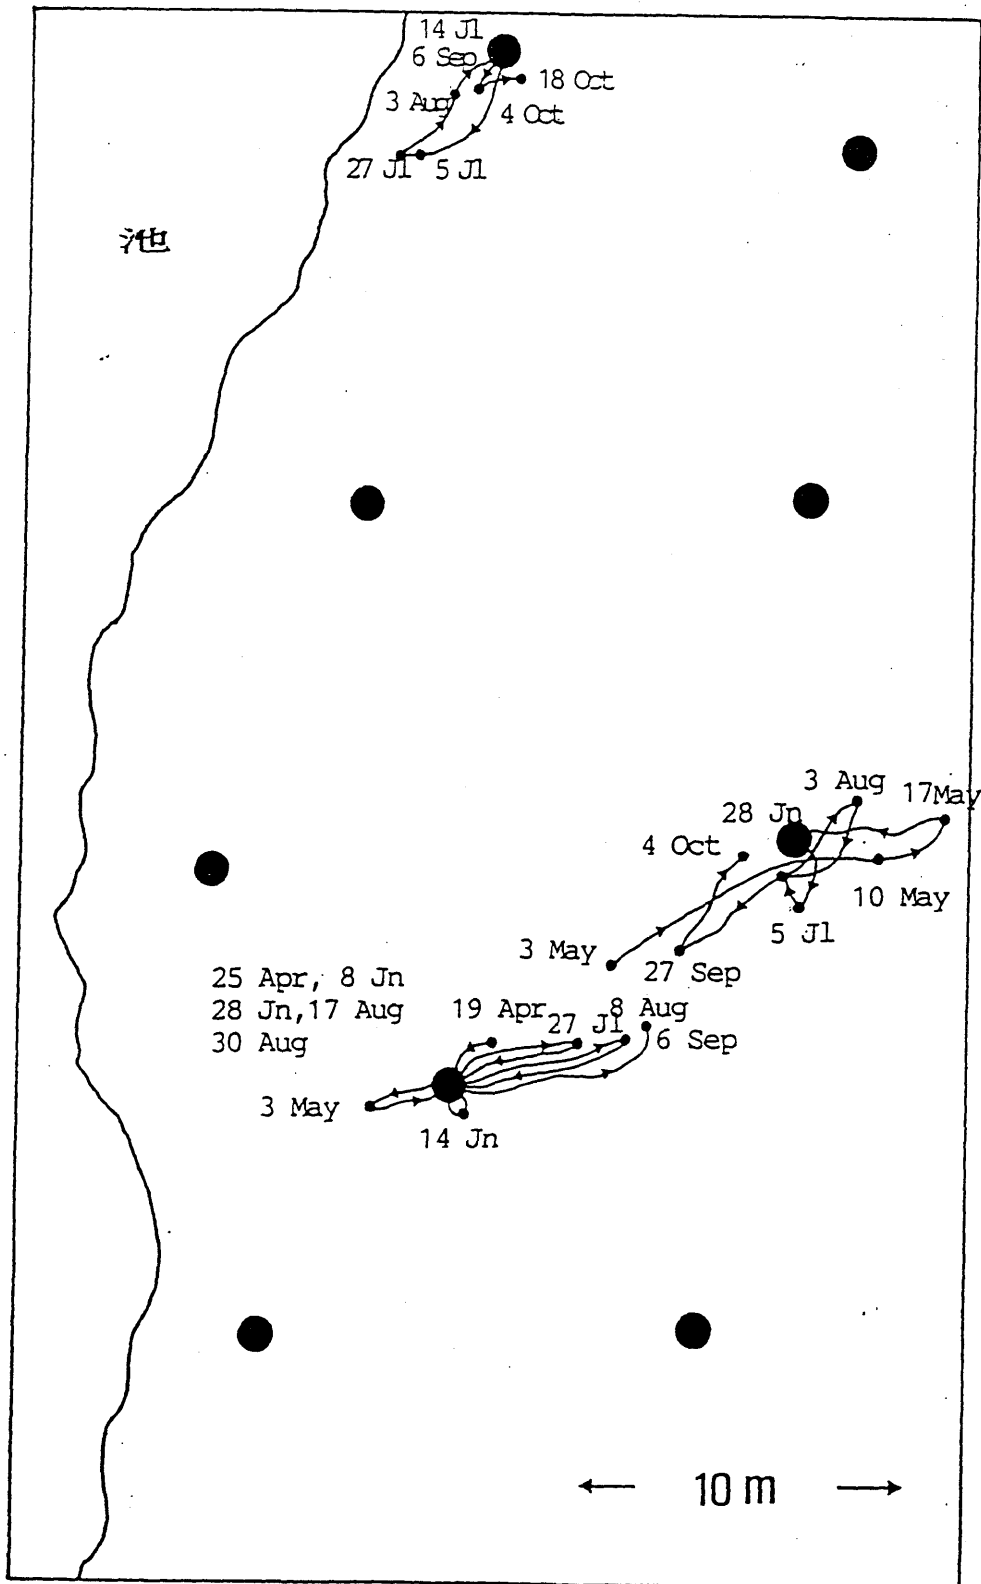 14 Jl
6 Sep
18 Oct
3 Aug
4 Oct
27 Jl
5 Jl
池
3 Aug
17May
28 Jn
4 Oct
10 May
5 Jl
3 May
27 Sep
25 Apr, 8 Jn
28 Jn,17 Aug
30 Aug
19 Apr
27 Jl
8 Aug
6 Sep
3 May
14 Jn
10 m